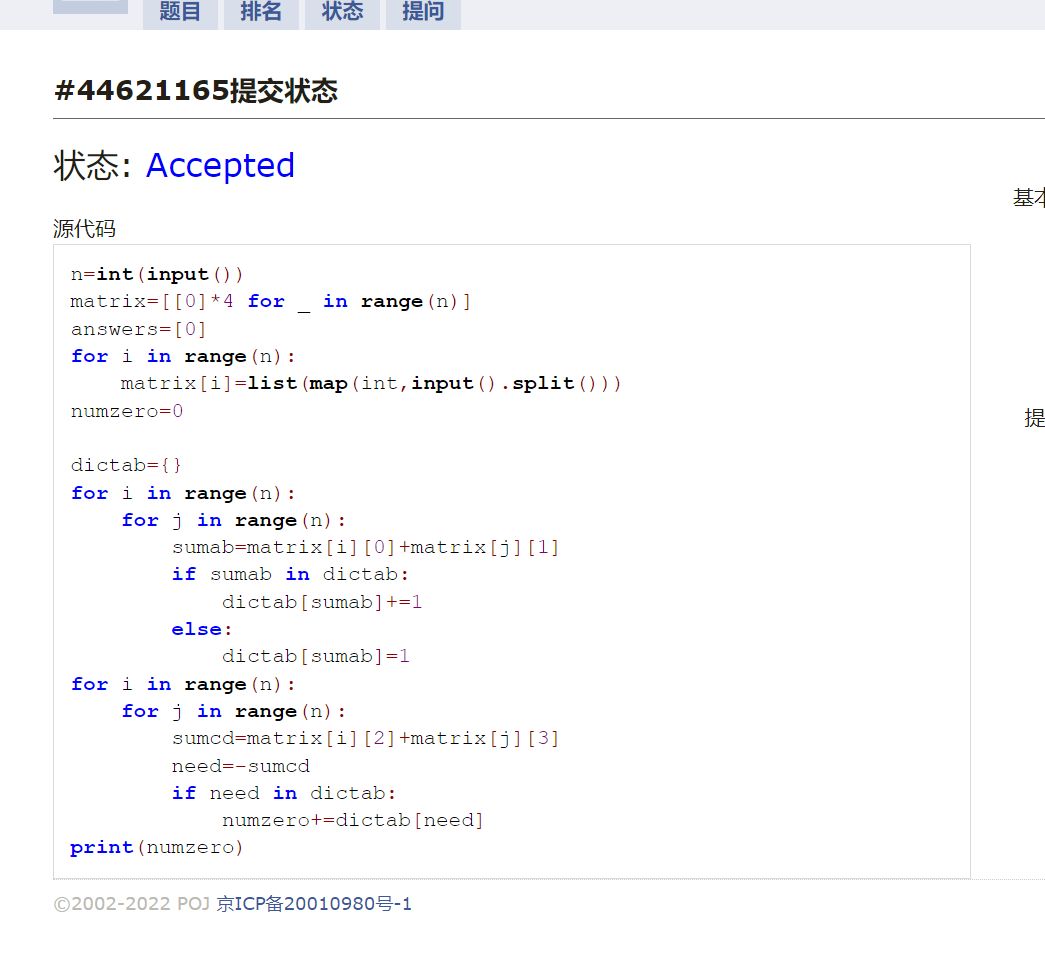 题目 排名 状态 提问
#44621165提交状态
状态: Accepted
基本
源代码
n=int(input())
matrix=[[0]*4 for _ in range(n)]
answers=[0]
for i in range(n):
    matrix[i]=list(map(int,input().split()))
numzero=0
提
dictab={}
for i in range(n):
    for j in range(n):
        sumab=matrix[i][0]+matrix[j][1]
        if sumab in dictab:
            dictab[sumab]+=1
        else:
            dictab[sumab]=1
for i in range(n):
    for j in range(n):
        sumcd=matrix[i][2]+matrix[j][3]
        need=-sumcd
        if need in dictab:
            numzero+=dictab[need]
print(numzero)
©2002-2022 POJ 京ICP备20010980号-1